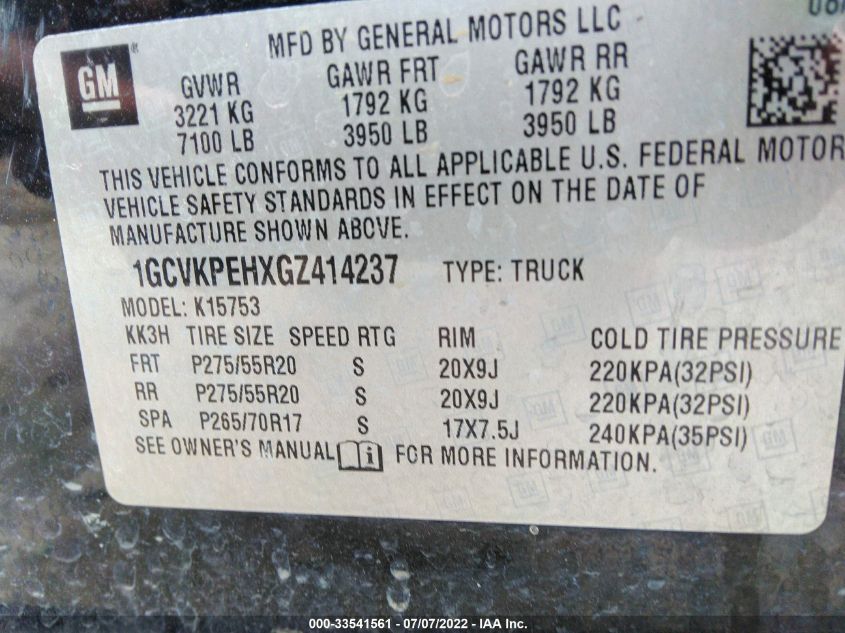 08/
MFD BY GENERAL MOTORS LLC
GM
GVWR GAWR FRT GAWR RR
3221 KG 1792 KG 1792 KG
7100 LB 3950 LB 3950 LB
THIS VEHICLE CONFORMS TO ALL APPLICABLE U.S. FEDERAL MOTOR
VEHICLE SAFETY STANDARDS IN EFFECT ON THE DATE OF
MANUFACTURE SHOWN ABOVE.
1GCVKPEHXGZ414237 TYPE: TRUCK
MODEL: K15753
KK3H TIRE SIZE SPEED RTG RIM COLD TIRE PRESSURE
FRT P275/55R20 S 20X9J 220KPA(32PSI)
RR P275/55R20 S 20X9J 220KPA(32PSI)
SPA P265/70R17 S 17X7.5J 240KPA(35PSI)
SEE OWNER'S MANUAL i FOR MORE INFORMATION.
000-33541561 - 07/07/2022 - IAA Inc.